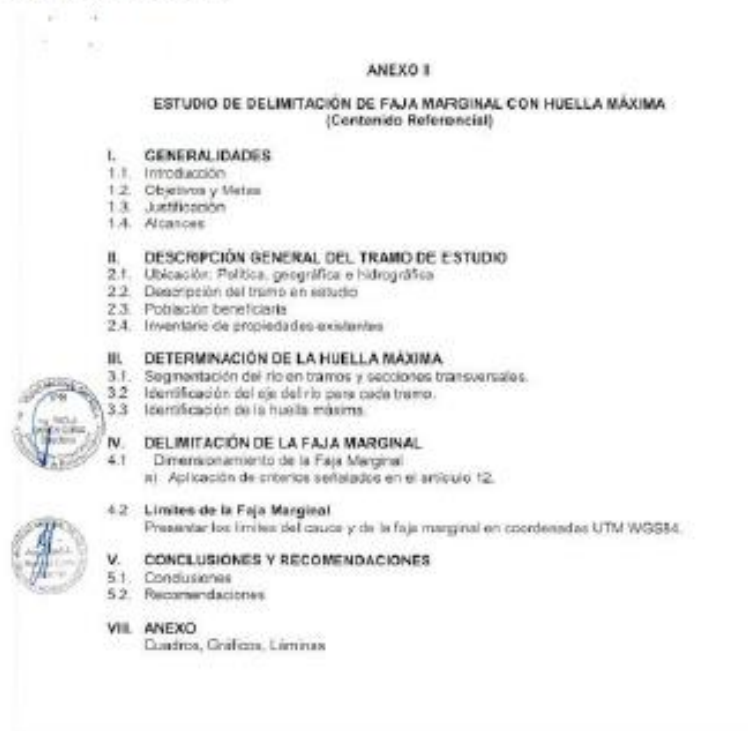 ANEXO II
ESTUDIO DE DELIMITACIÓN DE FAJA MARGINAL CON HUELLA MÁXIMA
(Contenido Referencial)
I. GENERALIDADES
1.1. Introducción
1.2. Objetivos y Metas
1.3. Justificación
1.4. Alcances
II. DESCRIPCIÓN GENERAL DEL TRAMO DE ESTUDIO
2.1. Ubicación: Política, geográfica e hidrográfica
2.2. Descripción del tramo en estudio
2.3. Población beneficiaria
2.4. Inventario de propiedades existentes
III. DETERMINACIÓN DE LA HUELLA MÁXIMA
3.1. Segmentación del río en tramos y secciones transversales.
3.2 Identificación del eje del río para cada tramo.
3.3 Identificación de la huella máxima.
IV. DELIMITACIÓN DE LA FAJA MARGINAL
4.1 Dimensionamiento de la Faja Marginal
a) Aplicación de criterios señalados en el artículo 12.
4.2 Límites de la Faja Marginal
Presentar los límites del cauce y de la faja marginal en coordenadas UTM WGS84.
V. CONCLUSIONES Y RECOMENDACIONES
5.1. Conclusiones
5.2. Recomendaciones
VIII. ANEXO
Cuadros, Gráficos, Láminas